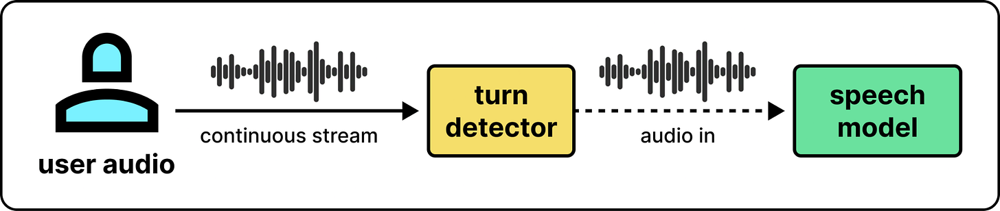 user audio
continuous stream
turn
detector
audio in
speech
model